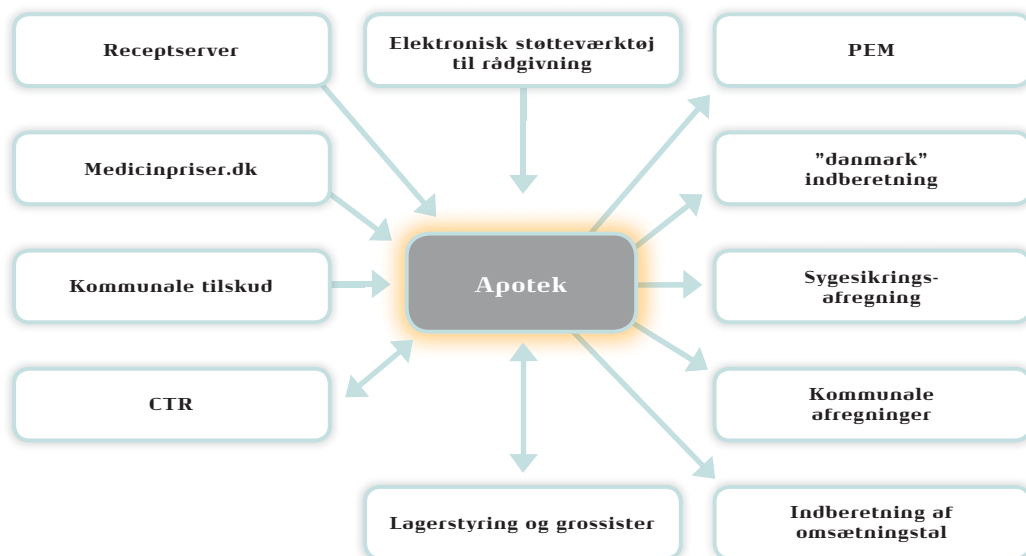 Receptserver
Elektronisk støtteværktøj
til rådgivning
PEM
Medicinpriser.dk
”danmark”
indberetning
Apotek
Kommunale tilskud
Sygesikrings-
afregning
CTR
Kommunale
afregninger
Lagerstyring og grossister
Indberetning af
omsætningstal